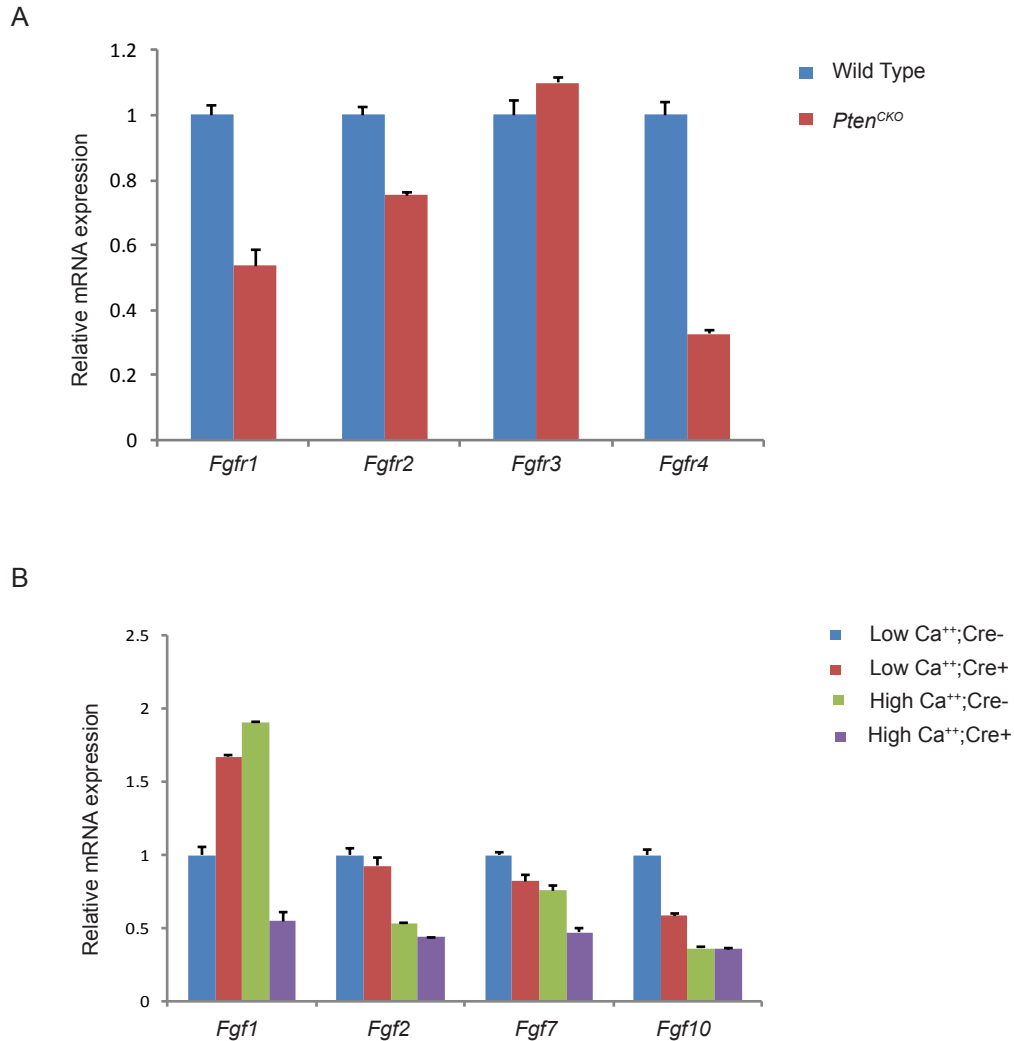 A
1.2
1
0.8
0.6
0.4
0.2
0
Relative mRNA expression
Fgfr1 Fgfr2 Fgfr3 Fgfr4
Wild Type
Pten^CKO
B
2.5
2
1.5
1
0.5
0
Relative mRNA expression
Fgf1 Fgf2 Fgf7 Fgf10
Low Ca⁺⁺;Cre-
Low Ca⁺⁺;Cre+
High Ca⁺⁺;Cre-
High Ca⁺⁺;Cre+